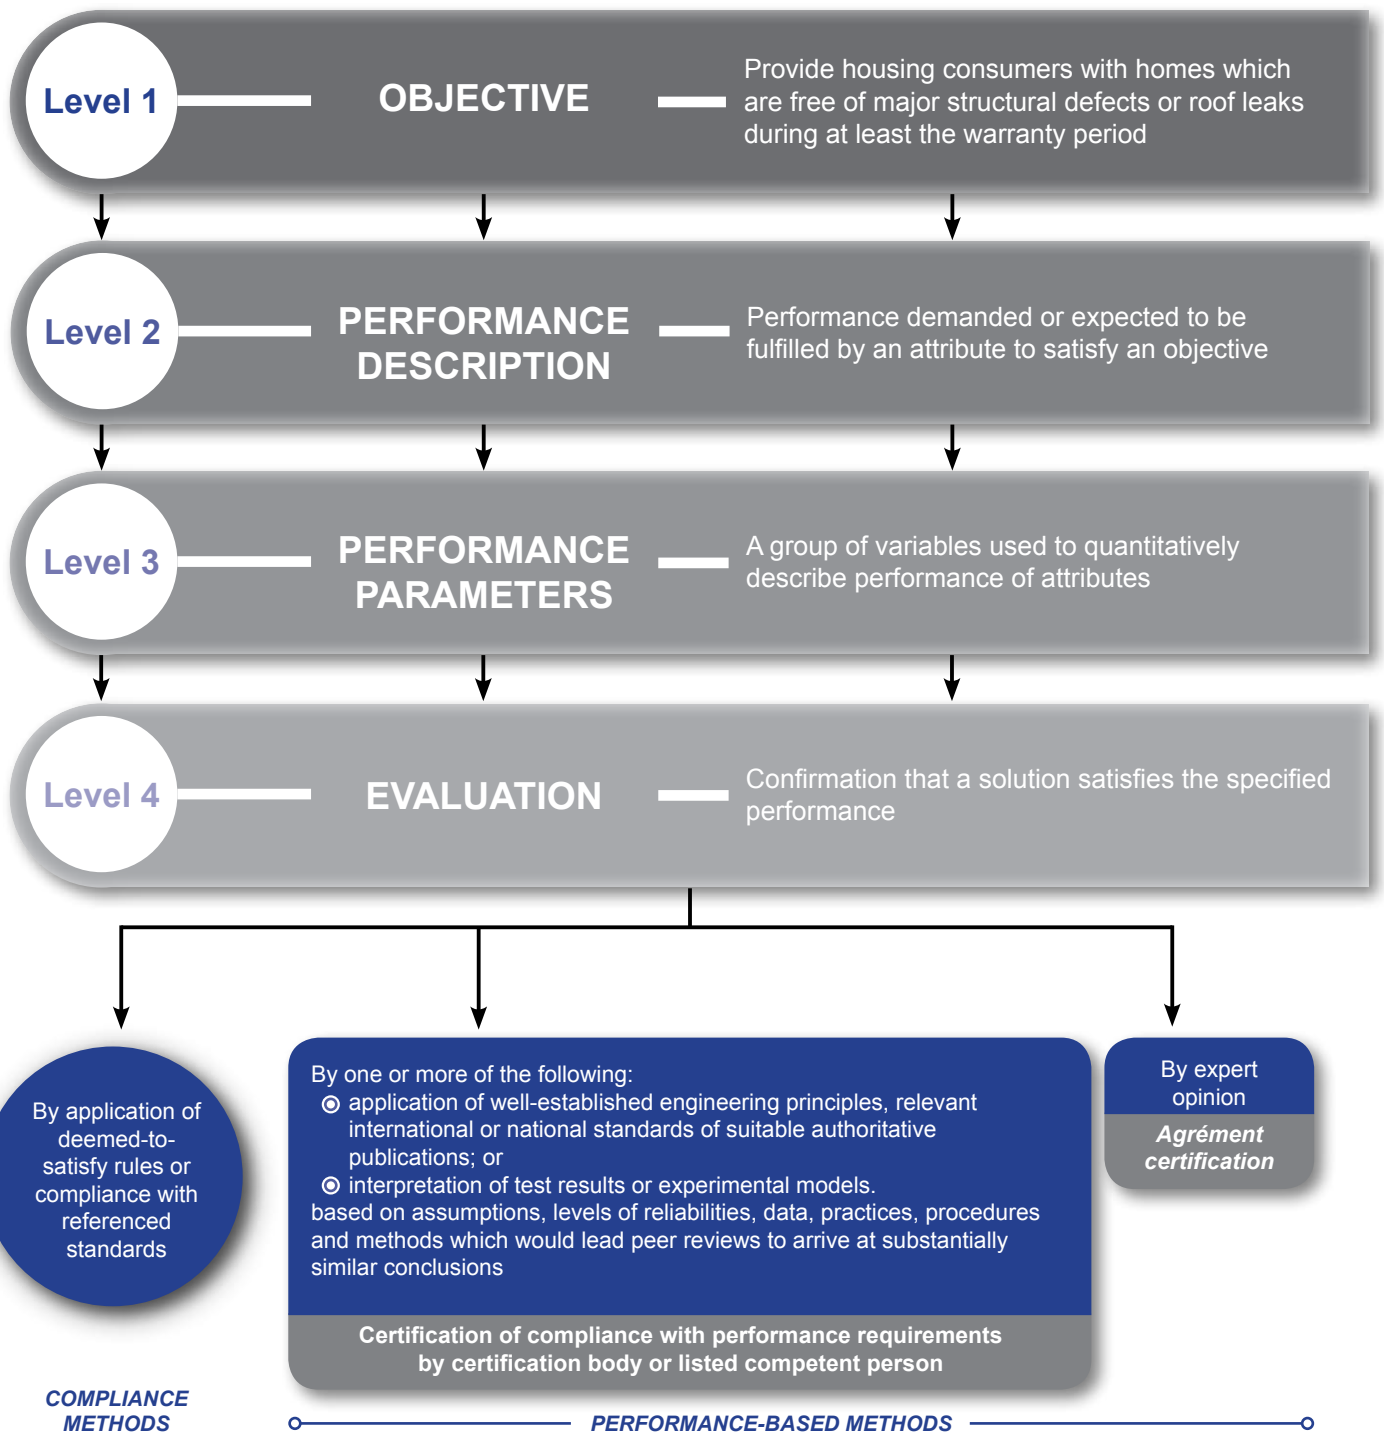 Level 1
OBJECTIVE
Provide housing consumers with homes which
are free of major structural defects or roof leaks
during at least the warranty period
Level 2
PERFORMANCE
DESCRIPTION
Performance demanded or expected to be
fulfilled by an attribute to satisfy an objective
Level 3
PERFORMANCE
PARAMETERS
A group of variables used to quantitatively
describe performance of attributes
Level 4
EVALUATION
Confirmation that a solution satisfies the specified
performance
By application of
deemed-to-
satisfy rules or
compliance with
referenced
standards
By one or more of the following:
application of well-established engineering principles, relevant
international or national standards of suitable authoritative
publications; or
interpretation of test results or experimental models.
based on assumptions, levels of reliabilities, data, practices, procedures
and methods which would lead peer reviews to arrive at substantially
similar conclusions
Certification of compliance with performance requirements
by certification body or listed competent person
By expert
opinion
Agrément
certification
COMPLIANCE
METHODS
PERFORMANCE-BASED METHODS